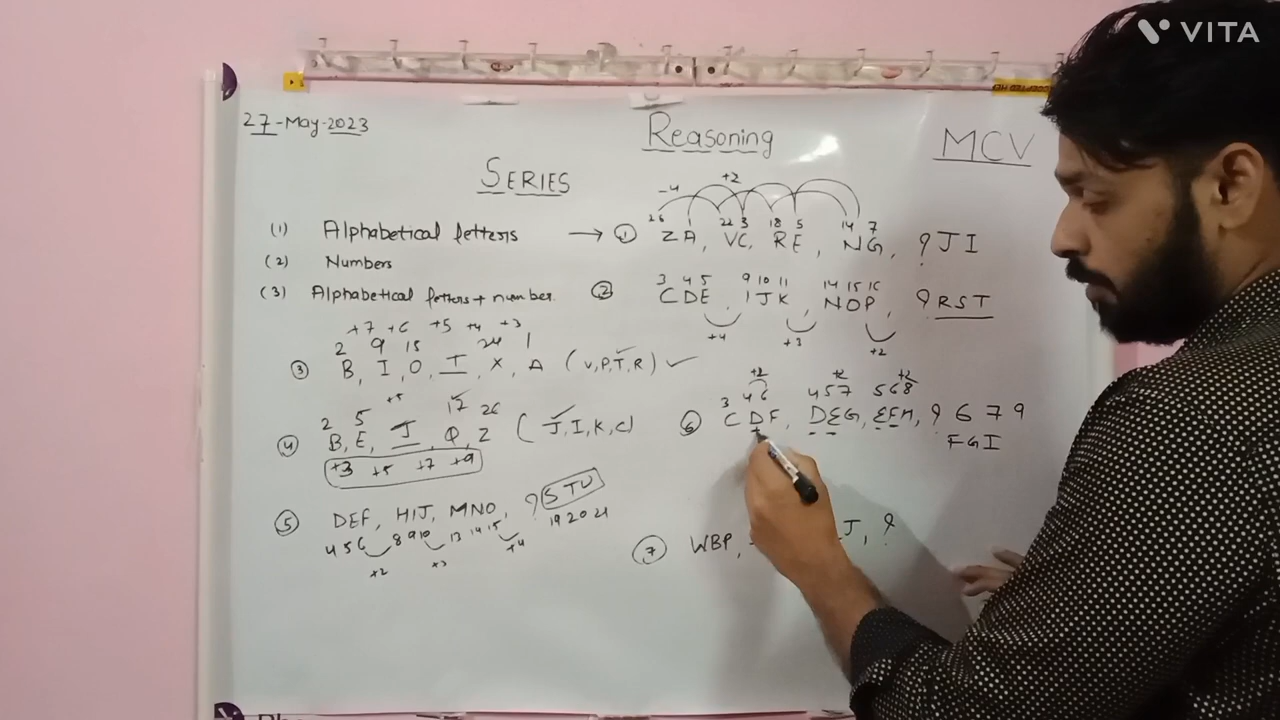 VITA
27-May-2023
Reasoning
MCV
SERIES
(1) Alphabetical letters → ① ZA, VC, RE, NG, ? JI
-4 +2
26 1 22 3 18 5 14 7
(2) Numbers
(3) Alphabetical letters + number.
② CDE, IJK, NOP, ? RST
3 4 5 9 10 11 14 15 16
+4 +3 +2
+7 +6 +5 +4 +3
2 9 15 24 1
③ B, I, O, T, X, A (V,P,T,R) ✓
2 5 17 26
④ B, E, J, Q, Z (J,I,K,C)
+3 +5 +7 +9
⑤ DEF, HIJ, MNO, ? STU
4 5 6 8 9 10 13 14 15 19 20 21
+2 +3 +4
+2 +2 +2
3 4 6 4 5 7 5 6 8
⑥ CDF, DEG, EFH, ? 6 7 9
FGI
⑦ WBP, J, ?